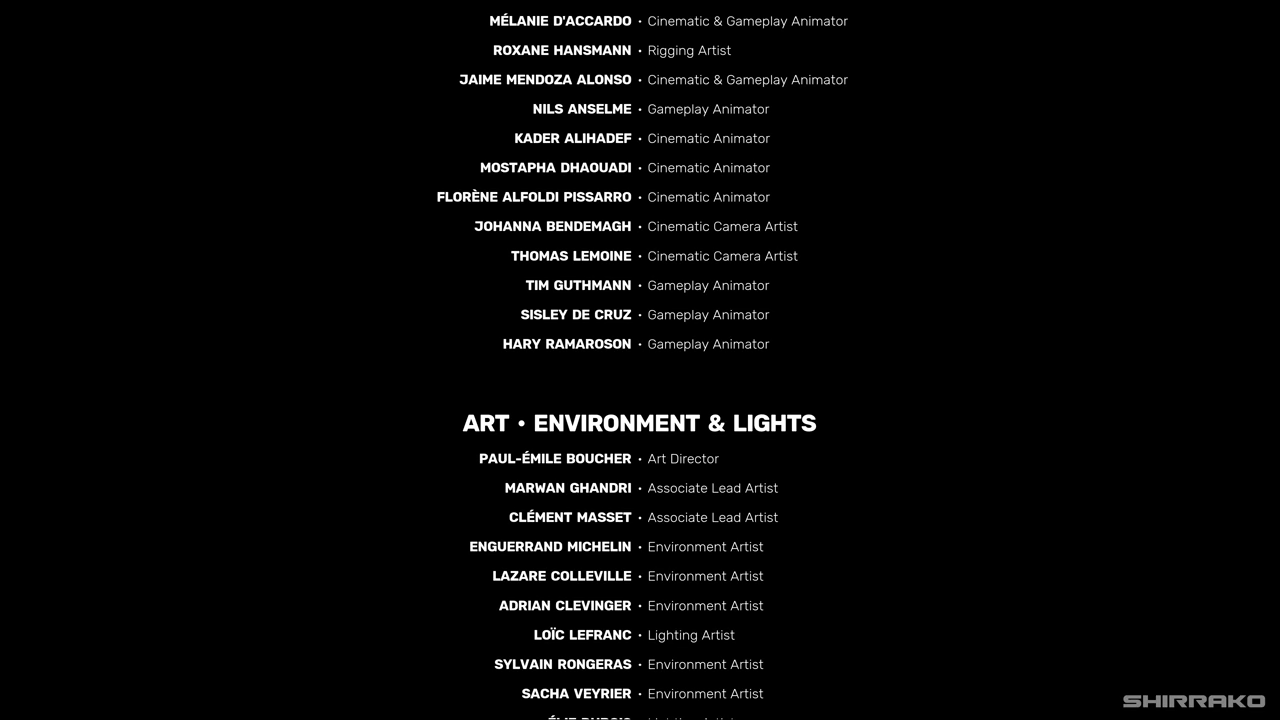 MÉLANIE D'ACCARDO • Cinematic & Gameplay Animator
ROXANE HANSMANN • Rigging Artist
JAIME MENDOZA ALONSO • Cinematic & Gameplay Animator
NILS ANSELME • Gameplay Animator
KADER ALIHADEF • Cinematic Animator
MOSTAPHA DHAOUADI • Cinematic Animator
FLORÈNE ALFOLDI PISSARRO • Cinematic Animator
JOHANNA BENDEMAGH • Cinematic Camera Artist
THOMAS LEMOINE • Cinematic Camera Artist
TIM GUTHMANN • Gameplay Animator
SISLEY DE CRUZ • Gameplay Animator
HARY RAMAROSON • Gameplay Animator
ART • ENVIRONMENT & LIGHTS
PAUL-ÉMILE BOUCHER • Art Director
MARWAN GHANDRI • Associate Lead Artist
CLÉMENT MASSET • Associate Lead Artist
ENGUERRAND MICHELIN • Environment Artist
LAZARE COLLEVILLE • Environment Artist
ADRIAN CLEVINGER • Environment Artist
LOÏC LEFRANC • Lighting Artist
SYLVAIN RONGERAS • Environment Artist
SACHA VEYRIER • Environment Artist
SHIRRAKO